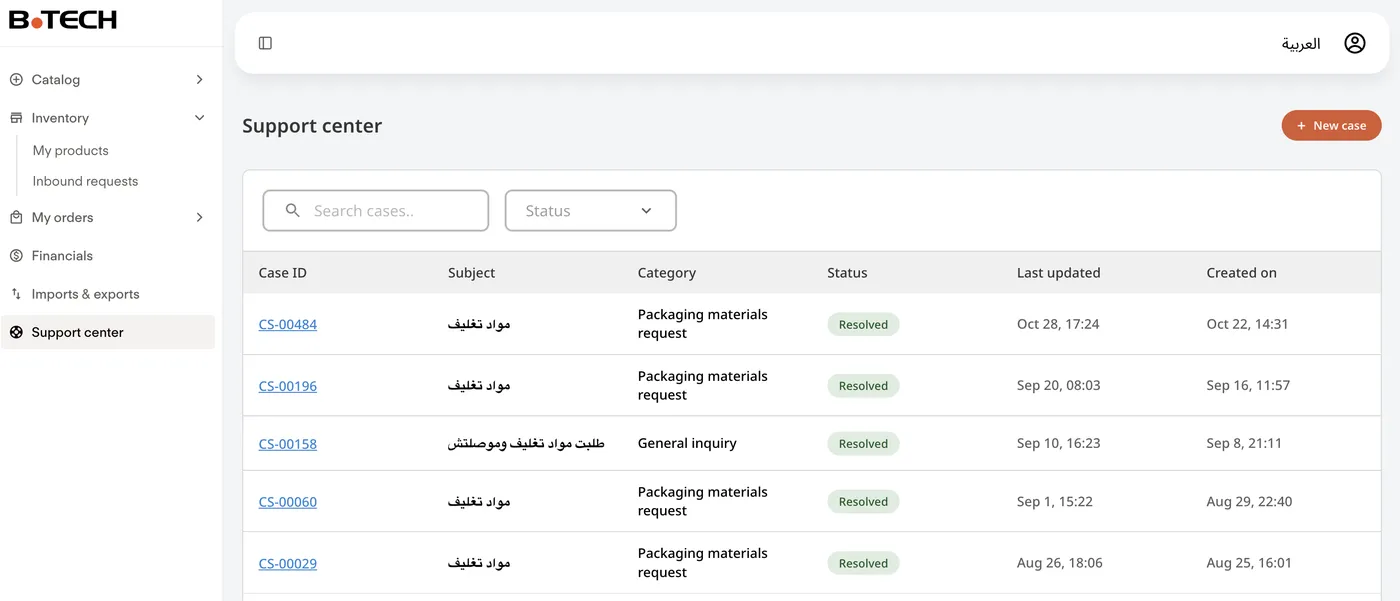 B.TECH
العربية
Catalog
Inventory
My products
Inbound requests
My orders
Financials
Imports & exports
Support center
Support center
+ New case
Search cases..
Status
Case ID Subject Category Status Last updated Created on
CS-00484 مواد تغليف Packaging materials request Resolved Oct 28, 17:24 Oct 22, 14:31
CS-00196 مواد تغليف Packaging materials request Resolved Sep 20, 08:03 Sep 16, 11:57
CS-00158 طلبت مواد تغليف وموصلتش General inquiry Resolved Sep 10, 16:23 Sep 8, 21:11
CS-00060 مواد تغليف Packaging materials request Resolved Sep 1, 15:22 Aug 29, 22:40
CS-00029 مواد تغليف Packaging materials request Resolved Aug 26, 18:06 Aug 25, 16:01